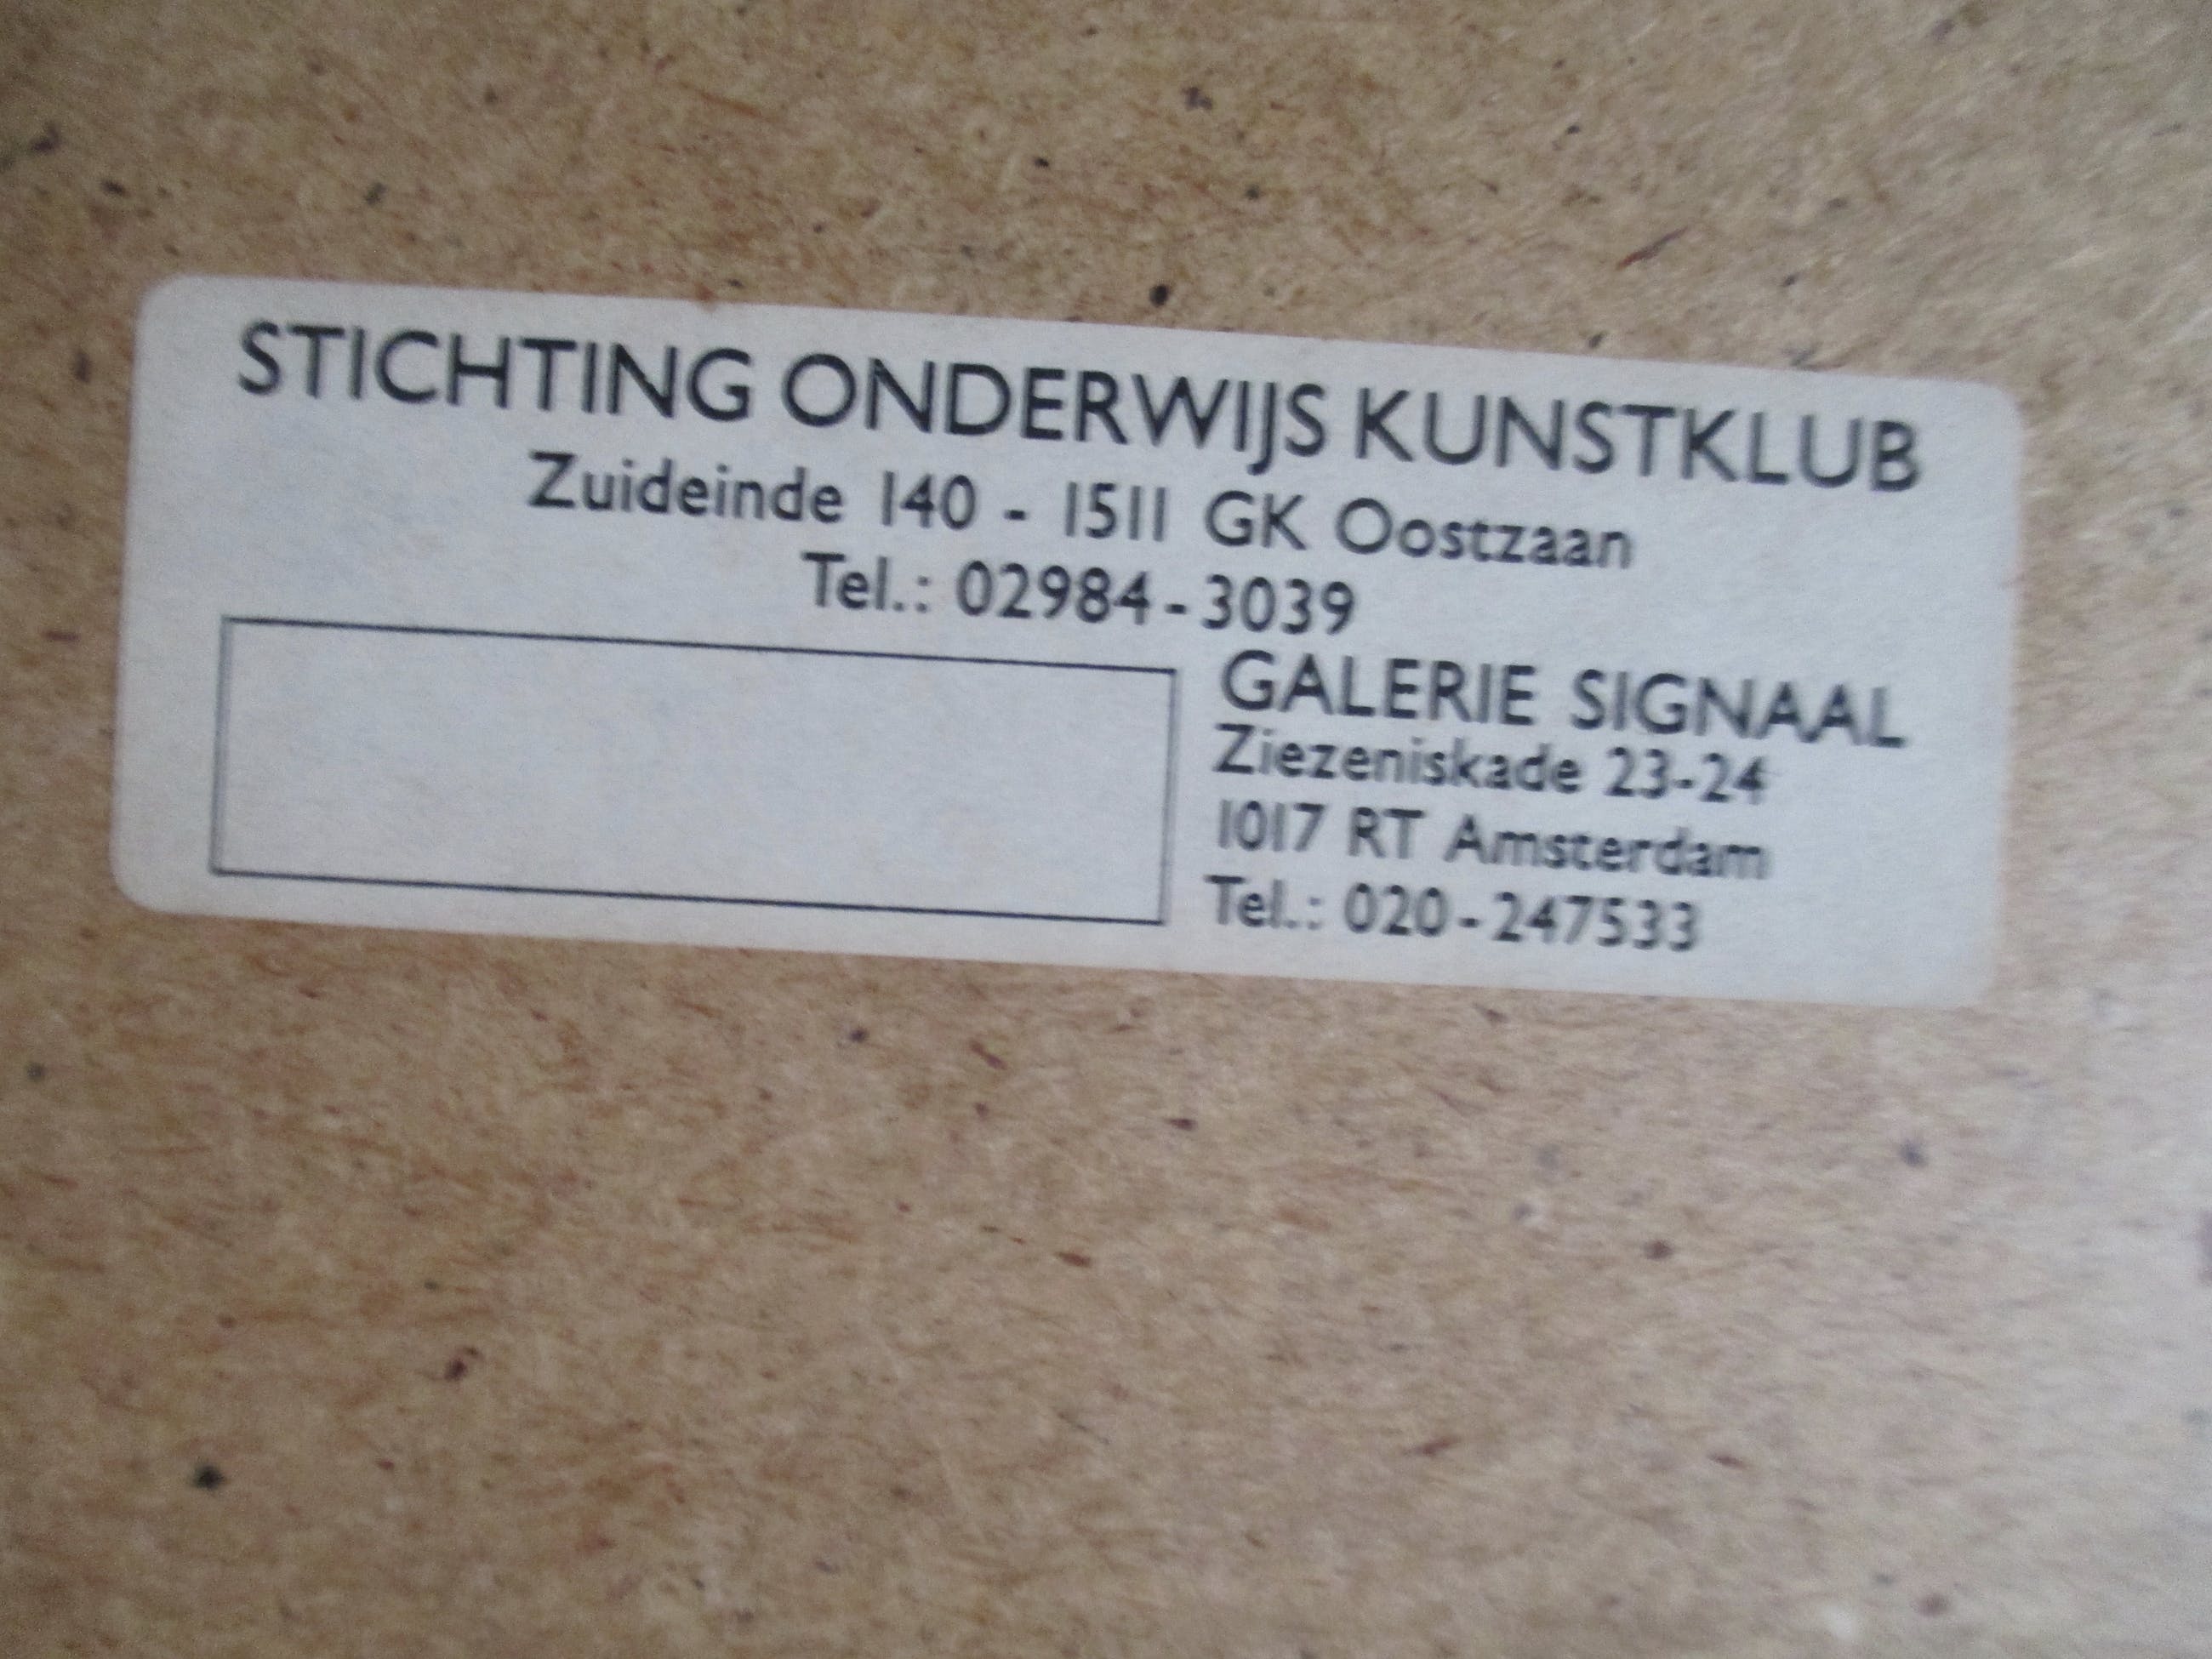 STICHTING ONDERWIJS KUNSTKLUB
Zuideinde 140 - 1511 GK Oostzaan
Tel.: 02984-3039
GALERIE SIGNAAL
Ziezeniskade 23-24
1017 RT Amsterdam
Tel.: 020-247533